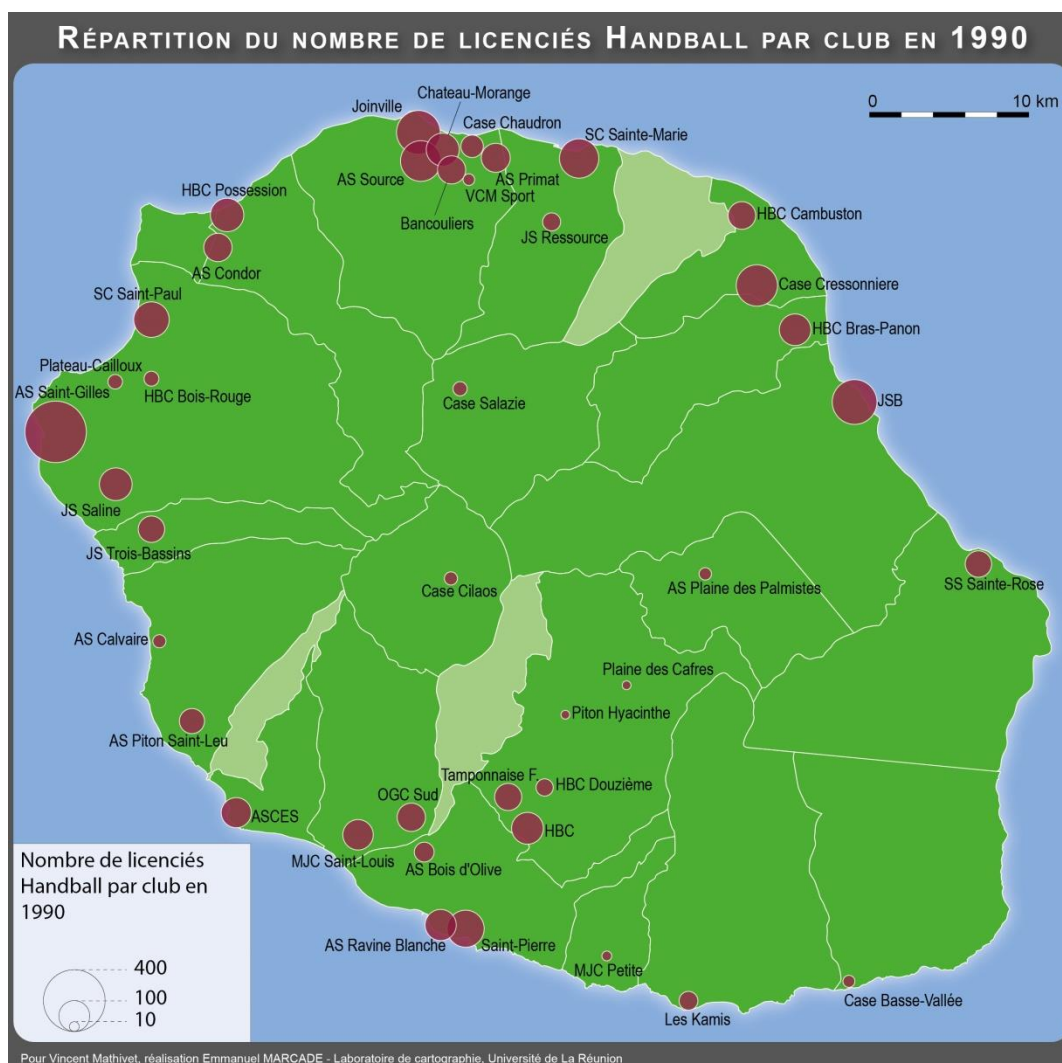 RÉPARTITION DU NOMBRE DE LICENCIÉS HANDBALL PAR CLUB EN 1990
0 10 km
Chateau-Morange
Joinville
Case Chaudron
SC Sainte-Marie
AS Source
AS Primat
VCM Sport
HBC Possession
Bancouliers
HBC Cambuston
JS Ressource
AS Condor
SC Saint-Paul
Case Cressonniere
HBC Bras-Panon
Plateau-Cailloux
AS Saint-Gilles
HBC Bois-Rouge
Case Salazie
JSB
JS Saline
JS Trois-Bassins
Case Cilaos
AS Plaine des Palmistes
SS Sainte-Rose
AS Calvaire
Plaine des Cafres
Piton Hyacinthe
AS Piton Saint-Leu
Tamponnaise F.
HBC Douzième
OGC Sud
ASCES
HBC
MJC Saint-Louis
AS Bois d'Olive
AS Ravine Blanche
Saint-Pierre
MJC Petite
Case Basse-Vallée
Les Kamis
Nombre de licenciés
Handball par club en
1990
400
100
10
Pour Vincent Mathivet, réalisation Emmanuel MARCADE - Laboratoire de cartographie, Université de La Réunion